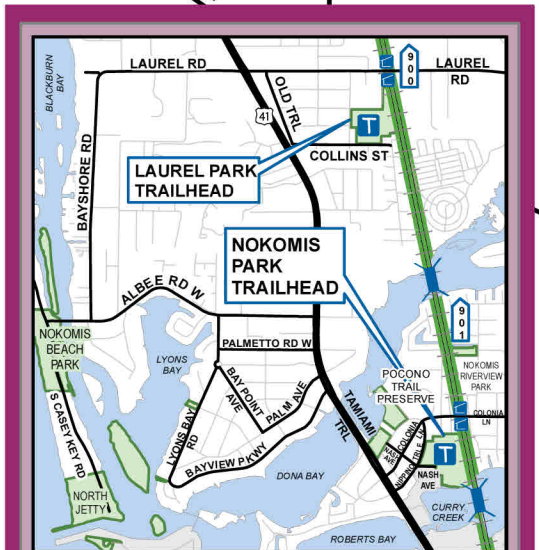 BLACKBURN
BAY
LAUREL RD
LAUREL
RD
900
OLD TRL
41
T
COLLINS ST
LAUREL PARK
TRAILHEAD
BAYSHORE RD
NOKOMIS
PARK
TRAILHEAD
ALBEE RD W
901
NOKOMIS
BEACH
PARK
PALMETTO RD W
LYONS
BAY
POCONO
TRAIL
PRESERVE
NOKOMIS
RIVERVIEW
PARK
BAY POINT
AVE
PALM AVE
TAMIAMI
TRL
COLONIA
LN
S CASEY KEY RD
LYONS BAY
RD
BAYVIEW PKWY
NASH
AVE
COLONIA
LN
T
NASH
AVE
DONA BAY
NORTH
JETTY
CURRY
CREEK
ROBERTS BAY